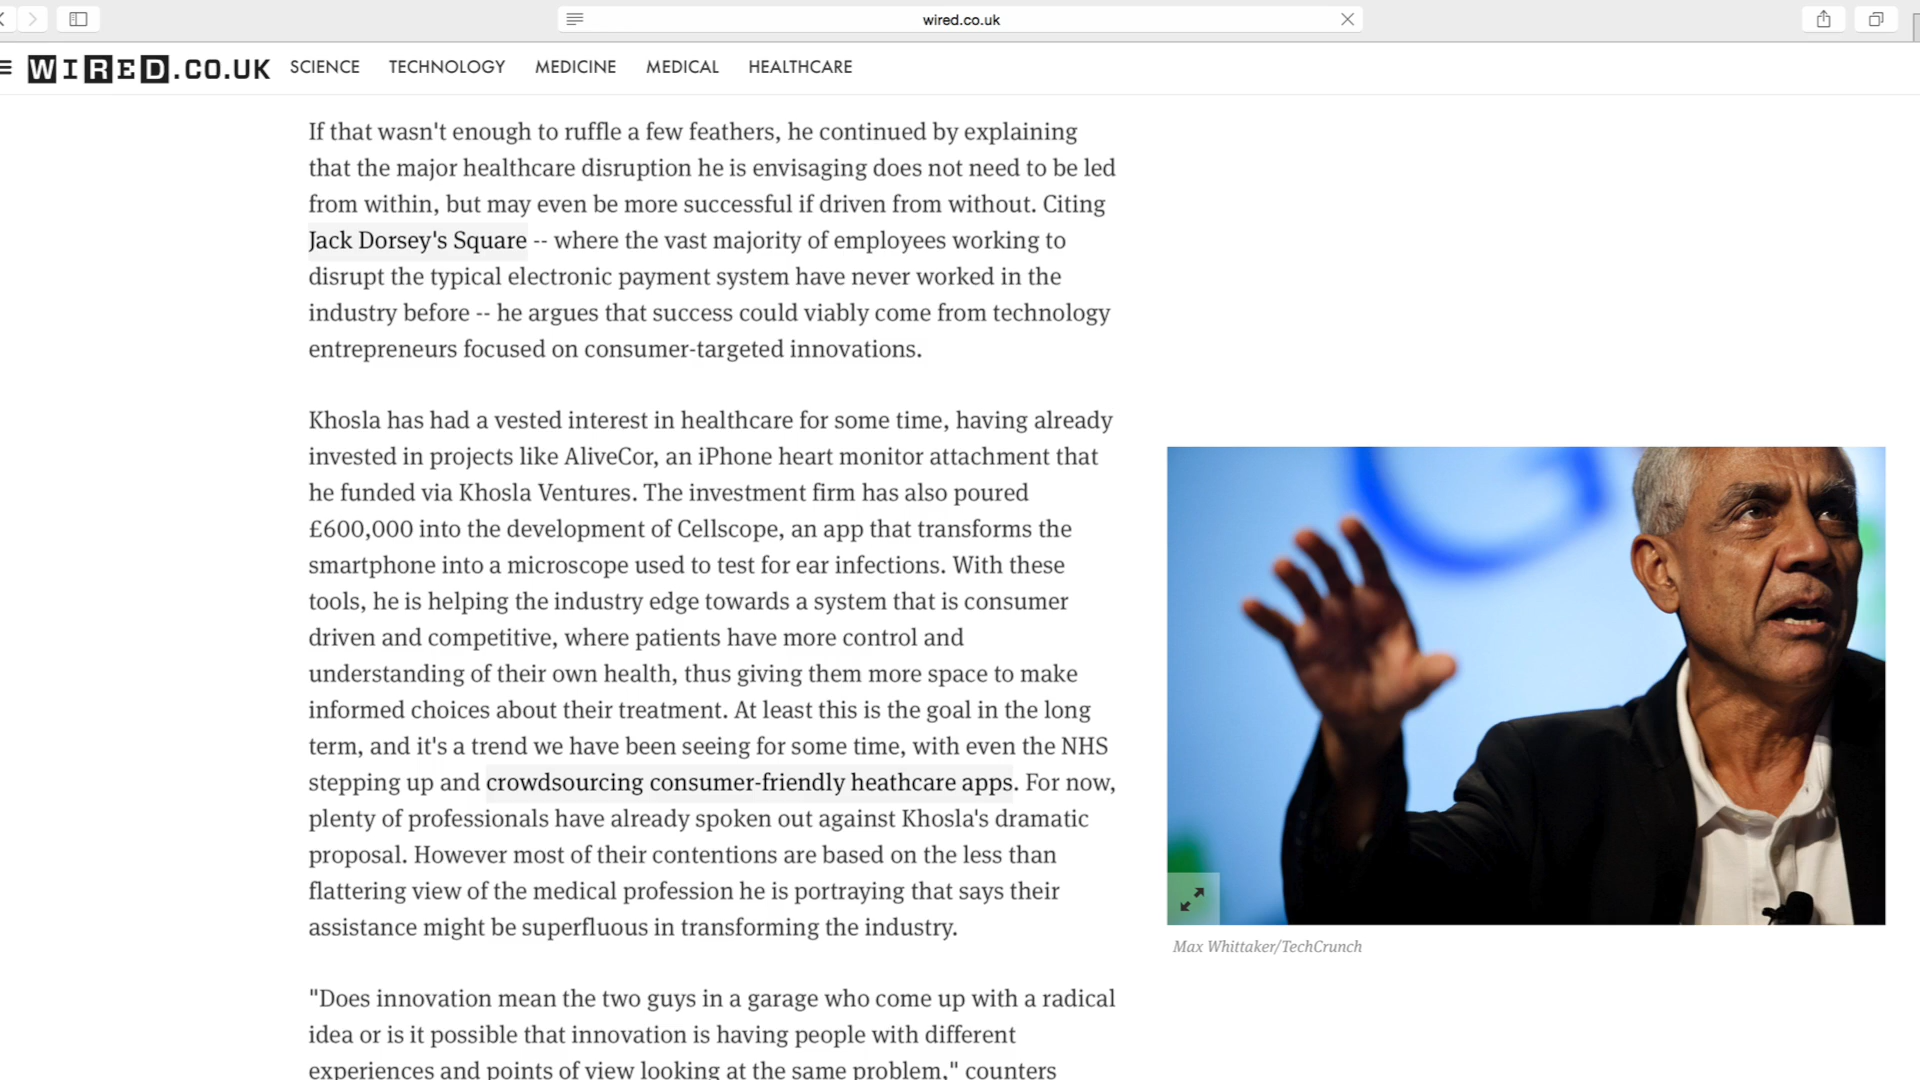 wired.co.uk
WIRED.CO.UK SCIENCE TECHNOLOGY MEDICINE MEDICAL HEALTHCARE
If that wasn't enough to ruffle a few feathers, he continued by explaining
that the major healthcare disruption he is envisaging does not need to be led
from within, but may even be more successful if driven from without. Citing
Jack Dorsey's Square -- where the vast majority of employees working to
disrupt the typical electronic payment system have never worked in the
industry before -- he argues that success could viably come from technology
entrepreneurs focused on consumer-targeted innovations.
Khosla has had a vested interest in healthcare for some time, having already
invested in projects like AliveCor, an iPhone heart monitor attachment that
he funded via Khosla Ventures. The investment firm has also poured
£600,000 into the development of Cellscope, an app that transforms the
smartphone into a microscope used to test for ear infections. With these
tools, he is helping the industry edge towards a system that is consumer
driven and competitive, where patients have more control and
understanding of their own health, thus giving them more space to make
informed choices about their treatment. At least this is the goal in the long
term, and it's a trend we have been seeing for some time, with even the NHS
stepping up and crowdsourcing consumer-friendly heathcare apps. For now,
plenty of professionals have already spoken out against Khosla's dramatic
proposal. However most of their contentions are based on the less than
flattering view of the medical profession he is portraying that says their
assistance might be superfluous in transforming the industry.
"Does innovation mean the two guys in a garage who come up with a radical
idea or is it possible that innovation is having people with different
experiences and points of view looking at the same problem," counters
Max Whittaker/TechCrunch